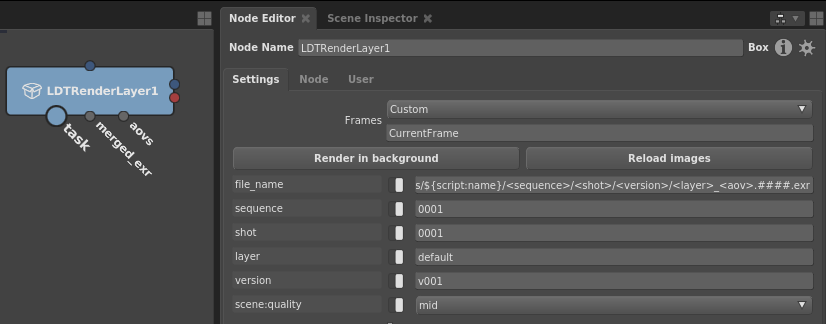 Node Editor
Scene Inspector
Node Name
LDTRenderLayer1
Box
LDTRenderLayer1
task
merged_exr
aovs
Settings
Node
User
Frames
Custom
CurrentFrame
Render in background
Reload images
file_name
s/${script:name}/<sequence>/<shot>/<version>/<layer>_<aov>.####.exr
sequence
0001
shot
0001
layer
default
version
v001
scene:quality
mid